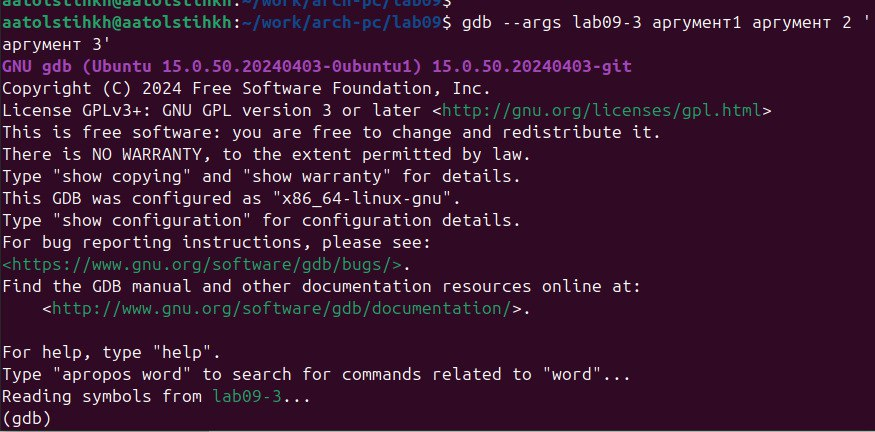 aatolstihkh@aatolstihkh:~/work/arch-pc/lab09$
aatolstihkh@aatolstihkh:~/work/arch-pc/lab09$ gdb --args lab09-3 аргумент1 аргумент 2 '
аргумент 3'
GNU gdb (Ubuntu 15.0.50.20240403-0ubuntu1) 15.0.50.20240403-git
Copyright (C) 2024 Free Software Foundation, Inc.
License GPLv3+: GNU GPL version 3 or later <http://gnu.org/licenses/gpl.html>
This is free software: you are free to change and redistribute it.
There is NO WARRANTY, to the extent permitted by law.
Type "show copying" and "show warranty" for details.
This GDB was configured as "x86_64-linux-gnu".
Type "show configuration" for configuration details.
For bug reporting instructions, please see:
<https://www.gnu.org/software/gdb/bugs/>.
Find the GDB manual and other documentation resources online at:
    <http://www.gnu.org/software/gdb/documentation/>.

For help, type "help".
Type "apropos word" to search for commands related to "word"...
Reading symbols from lab09-3...
(gdb)